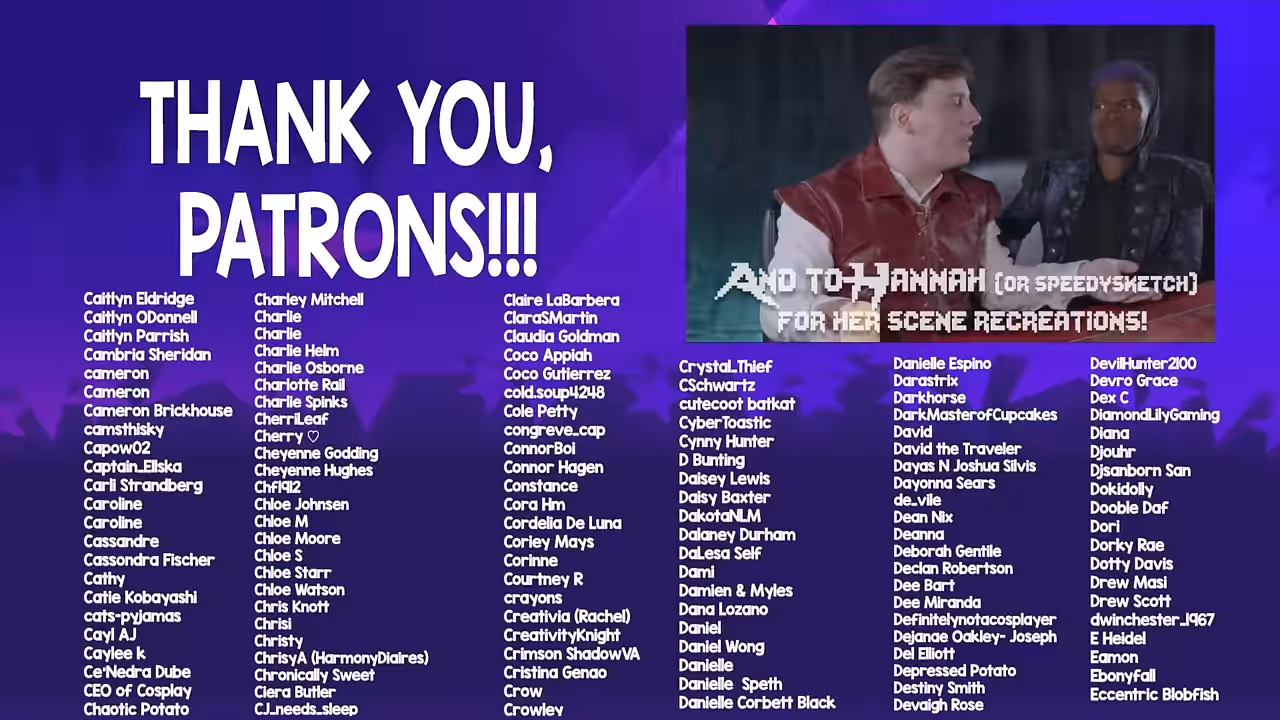 THANK YOU,
PATRONS!!!
AND TO HANNAH (OR SPEEDYSKETCH)
FOR HER SCENE RECREATIONS!
Caitlyn Eldridge
Caitlyn ODonnell
Caitlyn Parrish
Cambria Sheridan
cameron
Cameron
Cameron Brickhouse
camsthisky
Capow02
Captain_Eliska
Carli Strandberg
Caroline
Caroline
Cassandre
Cassondra Fischer
Cathy
Catie Kobayashi
cats-pyjamas
Cayl AJ
Caylee k
Ce'Nedra Dube
CEO of Cosplay
Chaotic Potato
Charley Mitchell
Charlie
Charlie
Charlie Helm
Charlie Osborne
Charlotte Rail
Charlie Spinks
CherriLeaf
Cherry ♡
Cheyenne Godding
Cheyenne Hughes
Chf1912
Chloe Johnsen
Chloe M
Chloe Moore
Chloe S
Chloe Starr
Chloe Watson
Chris Knott
Chrisi
Christy
ChrisyA (HarmonyDiaires)
Chronically Sweet
Ciera Butler
CJ_needs_sleep
Claire LaBarbera
ClaraSMartin
Claudia Goldman
Coco Appiah
Coco Gutierrez
cold.soup4248
Cole Petty
congreve_cap
ConnorBoi
Connor Hagen
Constance
Cora Hm
Cordelia De Luna
Corley Mays
Corinne
Courtney R
crayons
Creativia (Rachel)
CreativityKnight
Crimson ShadowVA
Cristina Genao
Crow
Crowley
Crystal_Thief
CSchwartz
cutecoot batkat
CyberToastic
Cynny Hunter
D Bunting
Daisey Lewis
Daisy Baxter
DakotaNLM
Dalaney Durham
DaLesa Self
Dami
Damien & Myles
Dana Lozano
Daniel
Daniel Wong
Danielle
Danielle  Speth
Danielle Corbett Black
Danielle Espino
Darastrix
Darkhorse
DarkMasterofCupcakes
David
David the Traveler
Dayas N Joshua Silvis
Dayonna Sears
de_vile
Dean Nix
Deanna
Deborah Gentile
Declan Robertson
Dee Bart
Dee Miranda
Definitelynotacosplayer
Dejanae Oakley- Joseph
Del Elliott
Depressed Potato
Destiny Smith
Devaigh Rose
DevilHunter2100
Devro Grace
Dex C
DiamondLilyGaming
Diana
Djouhr
Djsanborn San
Dokidolly
Dooble Daf
Dori
Dorky Rae
Dotty Davis
Drew Masi
Drew Scott
dwinchester_1967
E Heidel
Eamon
Ebonyfall
Eccentric Blobfish